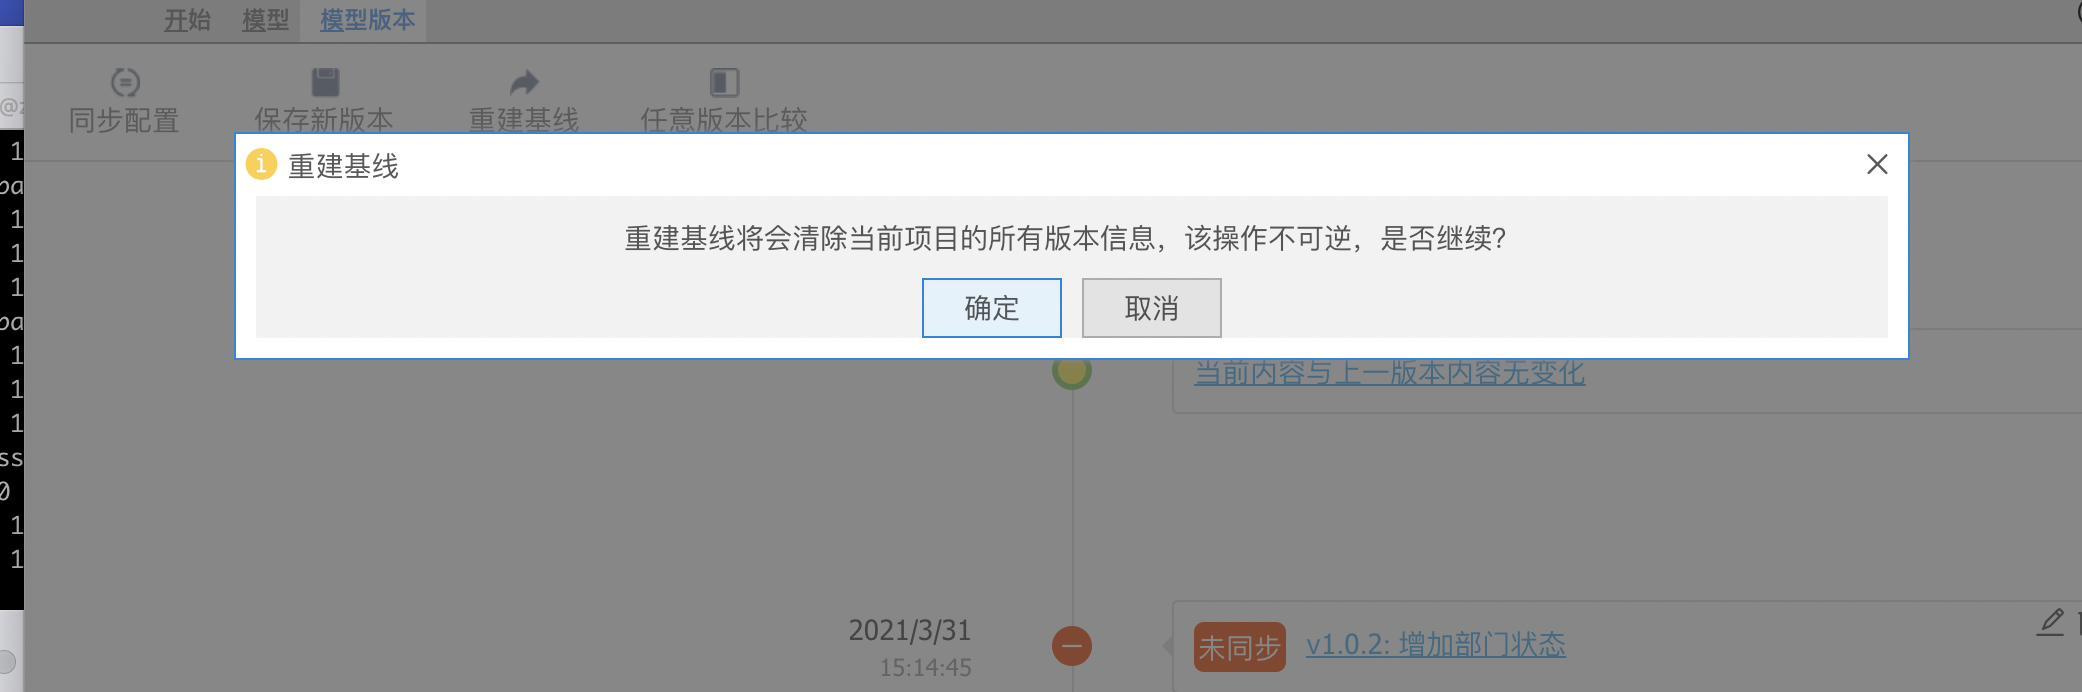 开始 模型 模型版本
同步配置 保存新版本 重建基线 任意版本比较
重建基线
重建基线将会清除当前项目的所有版本信息，该操作不可逆，是否继续？
确定 取消
当前内容与上一版本内容无变化
2021/3/31
15:14:45
未同步 v1.0.2: 增加部门状态